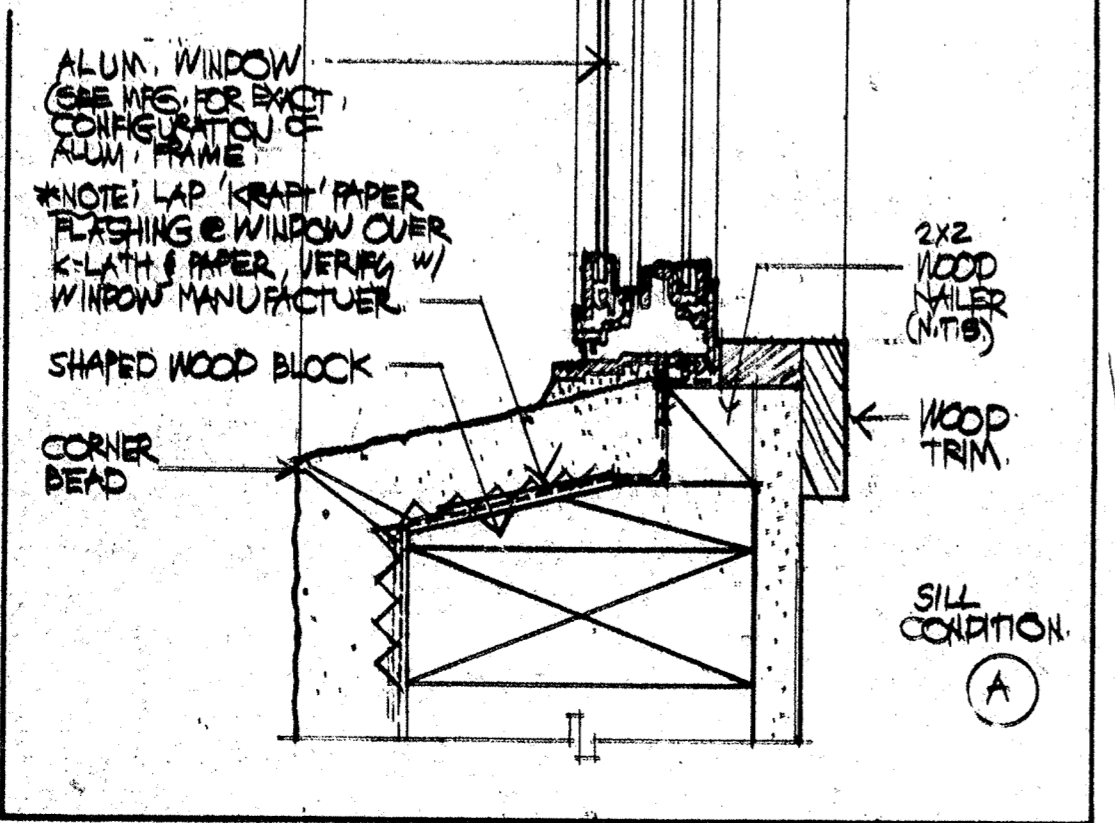 ALUM. WINDOW
(SEE MFG. FOR EXACT
CONFIGURATION OF
ALUM. FRAME.
*NOTE: LAP 'KRAFT' PAPER
FLASHING @ WINDOW OVER
K-LATH & PAPER, VERIFY W/
WINDOW MANUFACTUER.
SHAPED WOOD BLOCK
CORNER
BEAD
2X2
WOOD
NAILER
(N.T.S.)
WOOD
TRIM.
SILL
CONDITION.
A